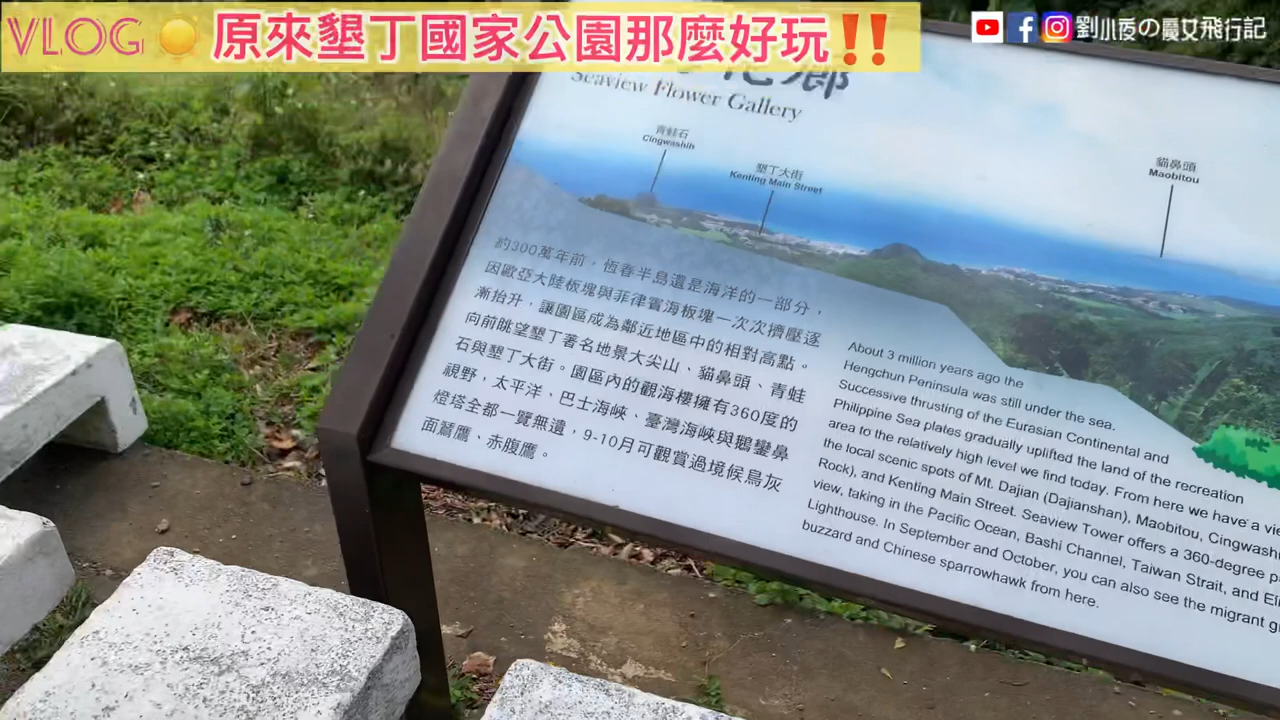 VLOG 原來墾丁國家公園那麼好玩‼️
劉小夜の魔女飛行記
花鄉
Seaview Flower Gallery
青蛙石
Cingwashih
墾丁大街
Kenting Main Street
貓鼻頭
Maobitou
約300萬年前，恆春半島還是海洋的一部分，
因歐亞大陸板塊與菲律賓海板塊一次次擠壓逐
漸抬升，讓園區成為鄰近地區中的相對高點。
向前眺望墾丁著名地景大尖山、貓鼻頭、青蛙
石與墾丁大街。園區內的觀海樓擁有360度的
視野，太平洋、巴士海峽、臺灣海峽與鵝鑾鼻
燈塔全都一覽無遺，9-10月可觀賞過境候鳥灰
面鵟鷹、赤腹鷹。
About 3 million years ago the
Hengchun Peninsula was still under the sea.
Successive thrusting of the Eurasian Continental and
Philippine Sea plates gradually uplifted the land of the recreation
area to the relatively high level we find today. From here we have a
the local scenic spots of Mt. Dajian (Dajianshan), Maobitou,
Rock), and Kenting Main Street. Seaview Tower offers a 360-degree
view, taking in the Pacific Ocean, Bashi Channel, Taiwan Strait, and
Lighthouse. In September and October, you can also see the migrant
buzzard and Chinese sparrowhawk from here.